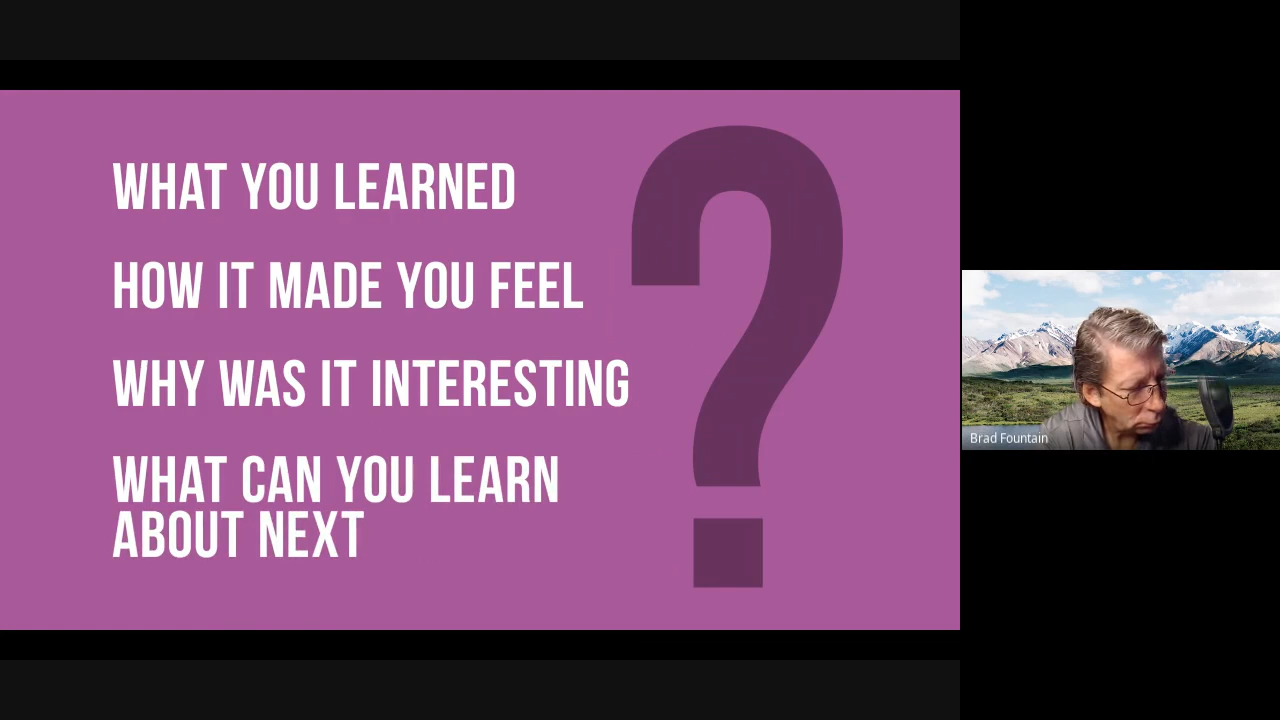 WHAT YOU LEARNED
HOW IT MADE YOU FEEL
WHY WAS IT INTERESTING
WHAT CAN YOU LEARN
ABOUT NEXT
?
Brad Fountain